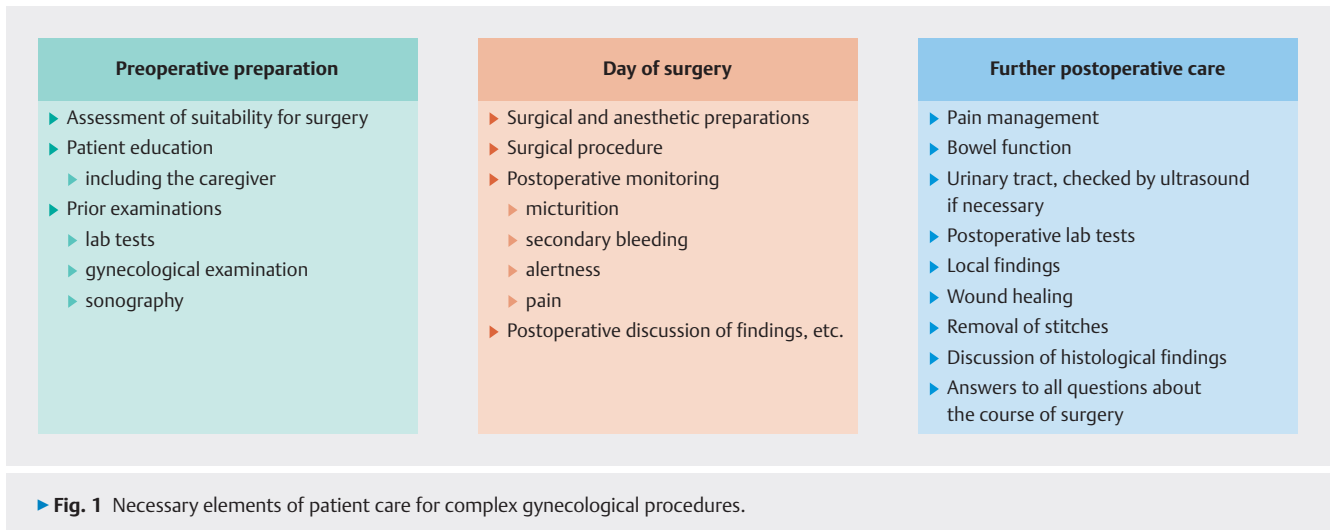 Preoperative preparation
▶ Assessment of suitability for surgery
▶ Patient education
▶ including the caregiver
▶ Prior examinations
▶ lab tests
▶ gynecological examination
▶ sonography
Day of surgery
▶ Surgical and anesthetic preparations
▶ Surgical procedure
▶ Postoperative monitoring
▶ micturition
▶ secondary bleeding
▶ alertness
▶ pain
▶ Postoperative discussion of findings, etc.
Further postoperative care
▶ Pain management
▶ Bowel function
▶ Urinary tract, checked by ultrasound
if necessary
▶ Postoperative lab tests
▶ Local findings
▶ Wound healing
▶ Removal of stitches
▶ Discussion of histological findings
▶ Answers to all questions about
the course of surgery
▶ Fig. 1 Necessary elements of patient care for complex gynecological procedures.